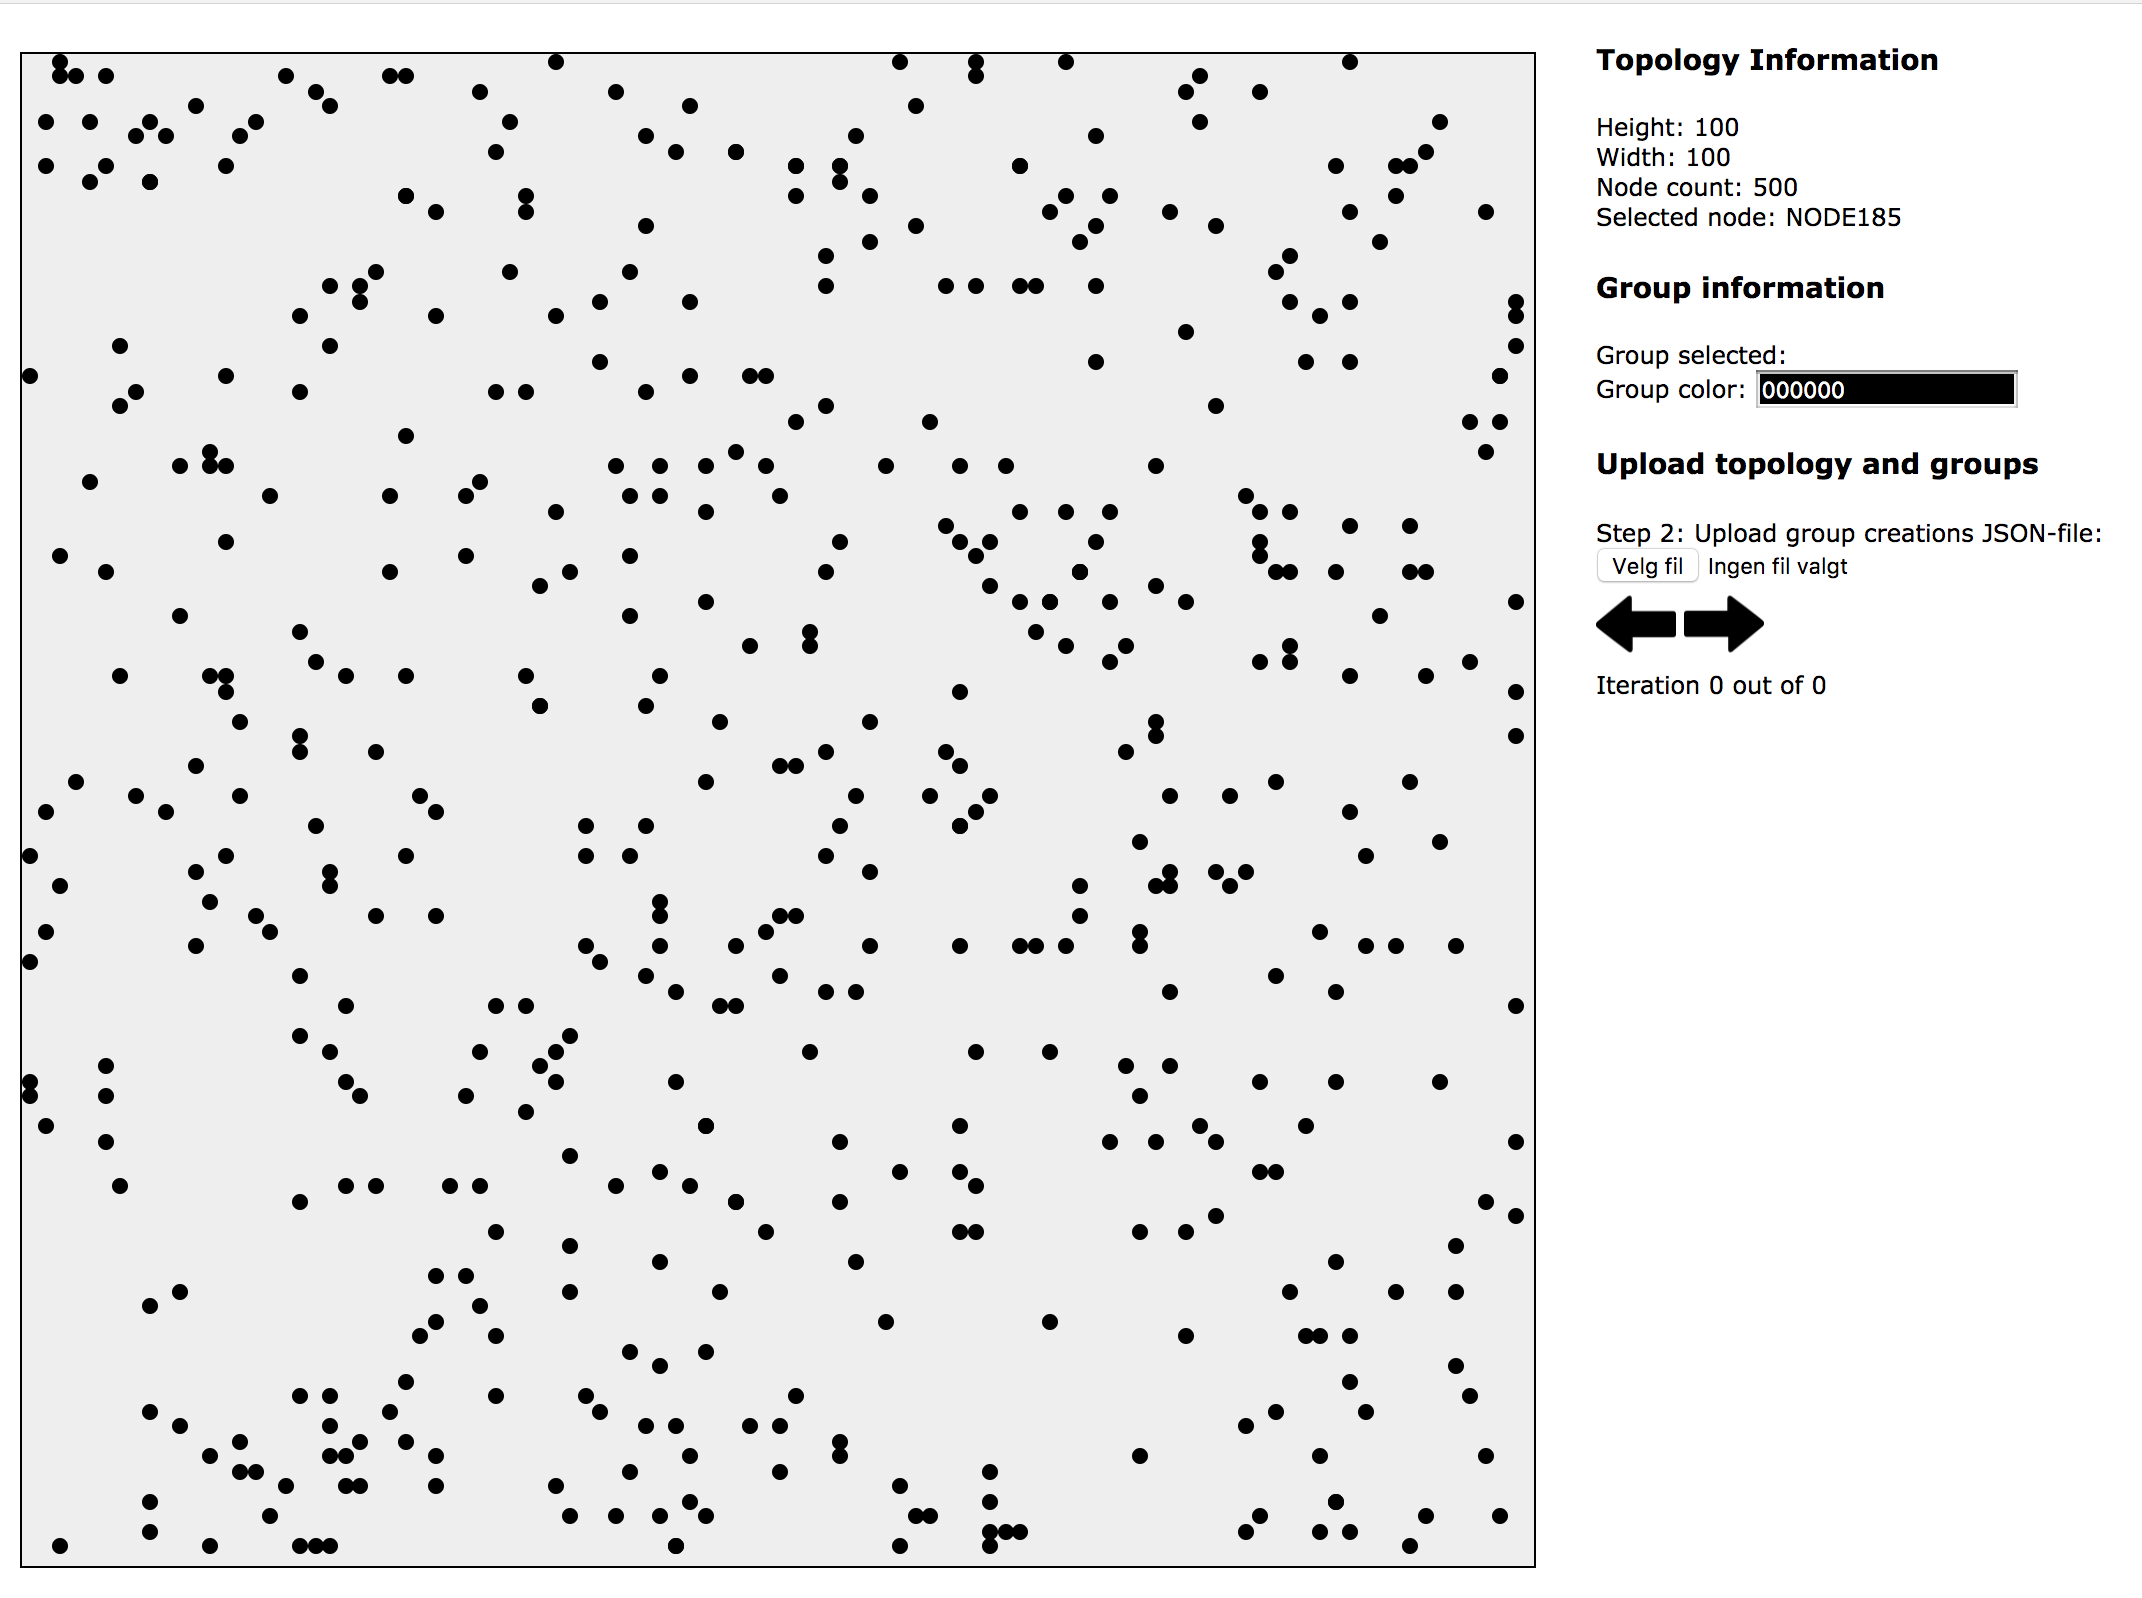 Topology Information
Height: 100
Width: 100
Node count: 500
Selected node: NODE185
Group information
Group selected:
Group color: 000000
Upload topology and groups
Step 2: Upload group creations JSON-file:
Velg fil Ingen fil valgt
Iteration 0 out of 0